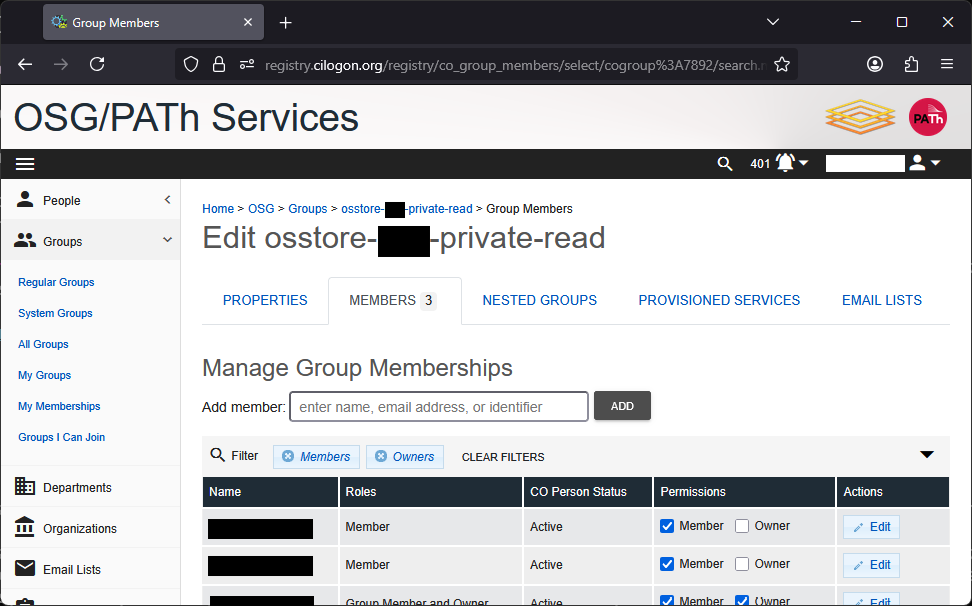 Group Members
registry.cilogon.org/registry/co_group_members/select/cogroup%3A7892/search.
OSG/PATh Services
PATh
401
People
Groups
Regular Groups
System Groups
All Groups
My Groups
My Memberships
Groups I Can Join
Departments
Organizations
Email Lists
Home > OSG > Groups > osstore- -private-read > Group Members
Edit osstore- -private-read
PROPERTIES MEMBERS 3 NESTED GROUPS PROVISIONED SERVICES EMAIL LISTS
Manage Group Memberships
Add member: enter name, email address, or identifier ADD
Filter Members Owners CLEAR FILTERS
Name Roles CO Person Status Permissions Actions
Member Active Member Owner Edit
Member Active Member Owner Edit
Group Member and Owner Active Member Owner Edit